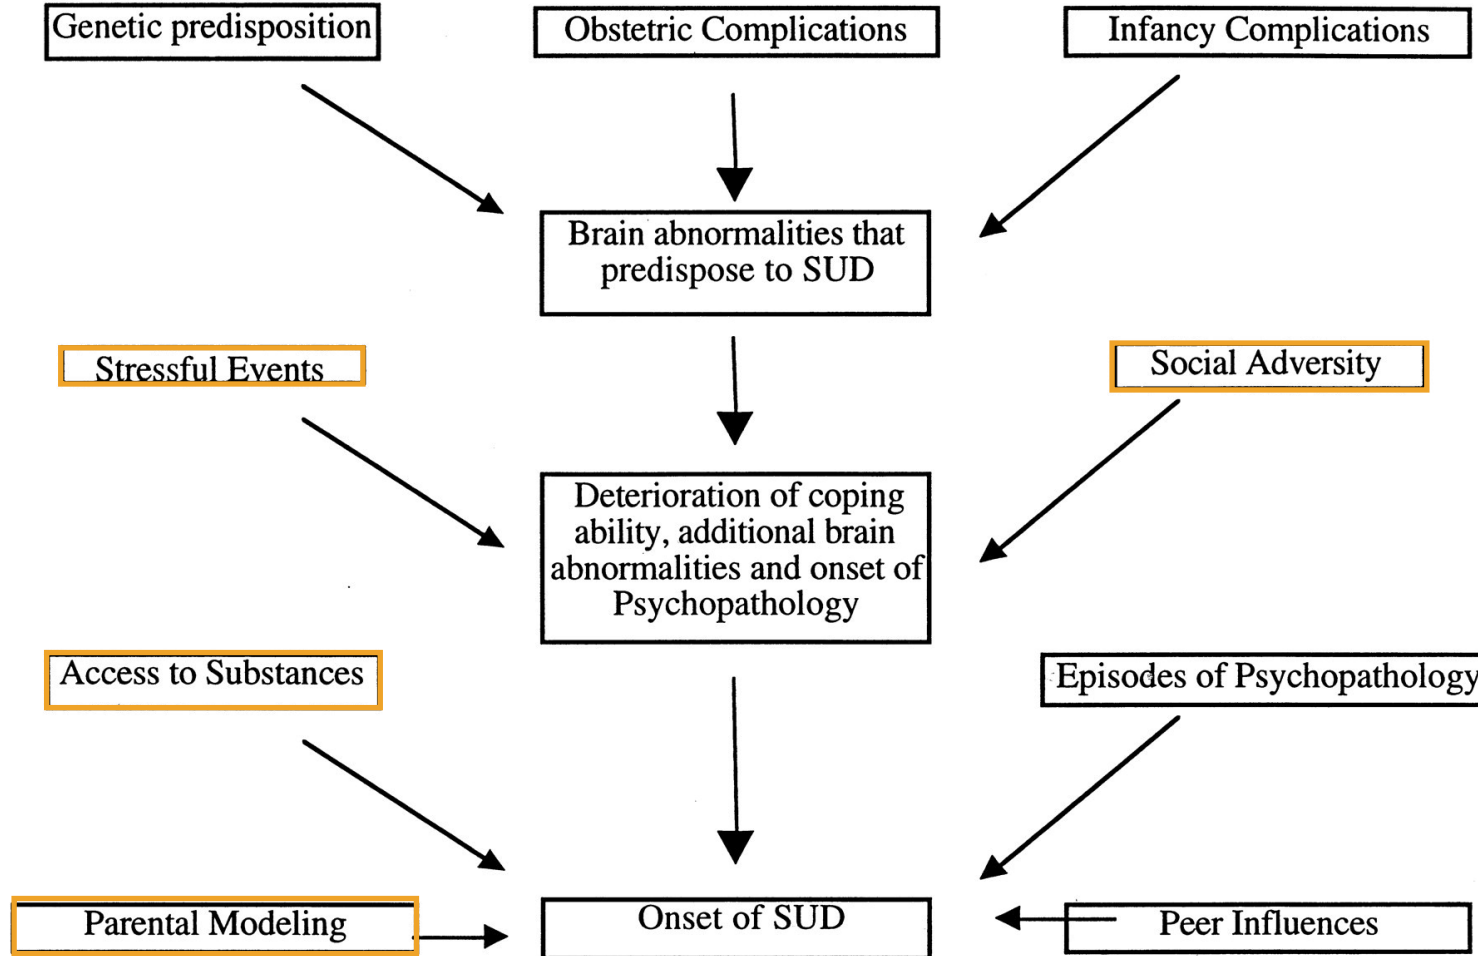 Genetic predisposition
Obstetric Complications
Infancy Complications
Brain abnormalities that
predispose to SUD
Stressful Events
Social Adversity
Deterioration of coping
ability, additional brain
abnormalities and onset of
Psychopathology
Access to Substances
Episodes of Psychopathology
Parental Modeling
Onset of SUD
Peer Influences